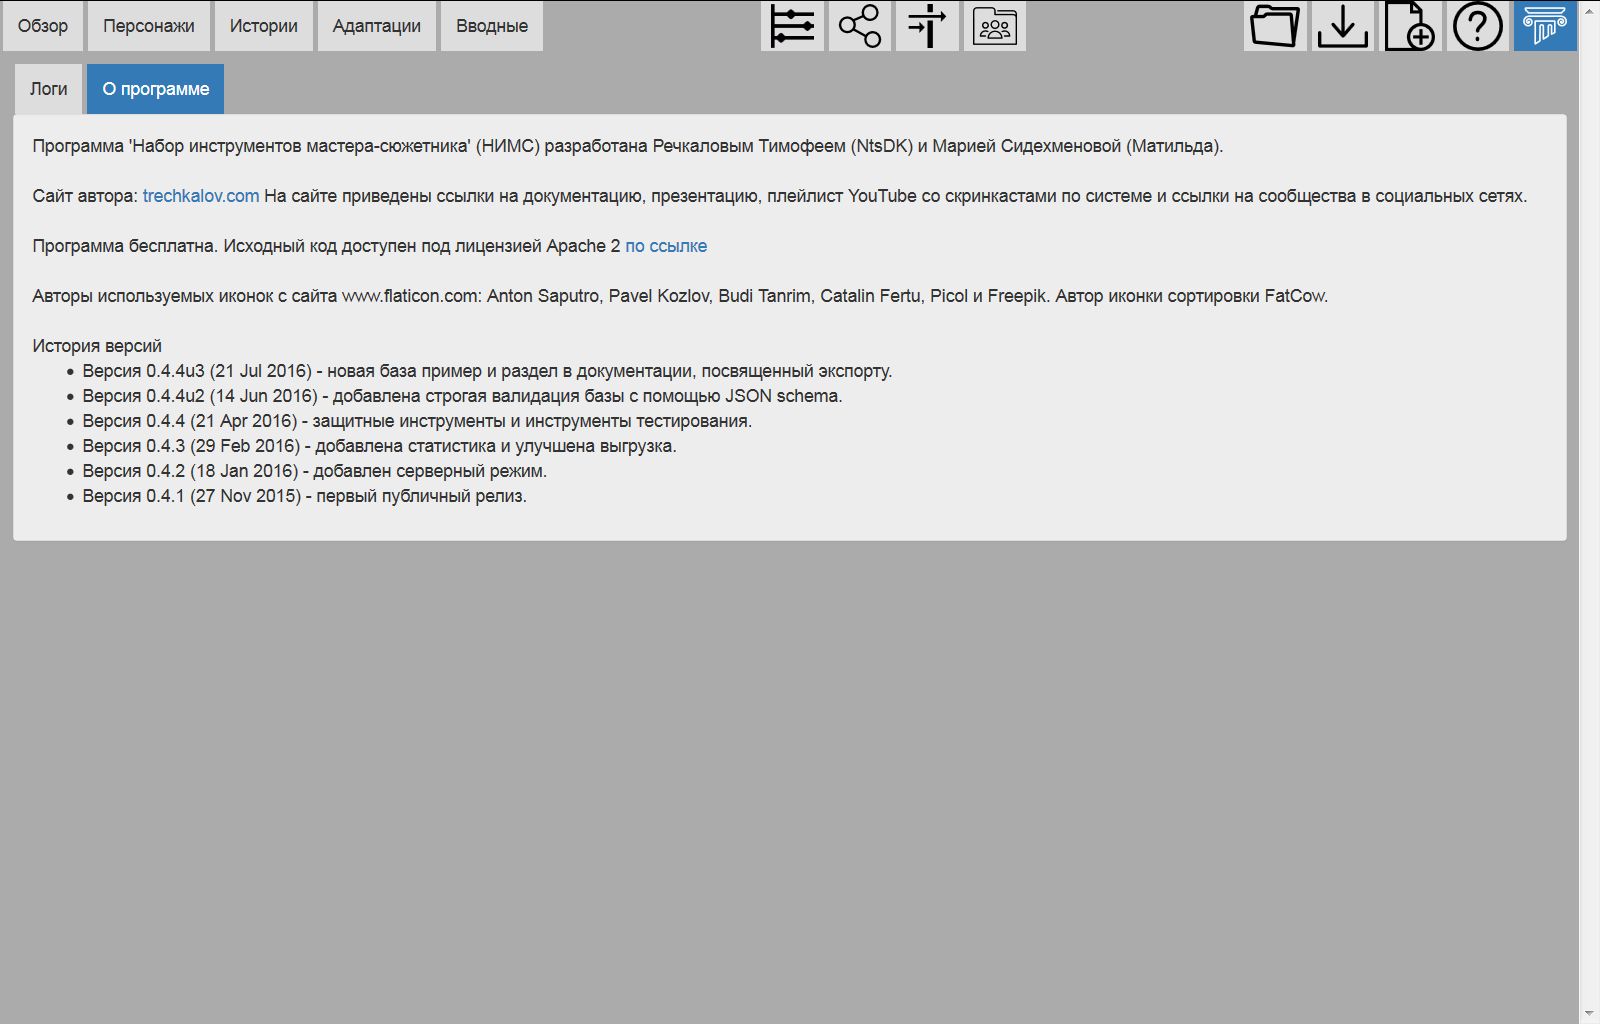 Обзор Персонажи Истории Адаптации Вводные
Логи О программе
Программа 'Набор инструментов мастера-сюжетника' (НИМС) разработана Речкаловым Тимофеем (NtsDK) и Марией Сидехменовой (Матильда).
Сайт автора: trechkalov.com На сайте приведены ссылки на документацию, презентацию, плейлист YouTube со скринкастами по системе и ссылки на сообщества в социальных сетях.
Программа бесплатна. Исходный код доступен под лицензией Apache 2 по ссылке
Авторы используемых иконок с сайта www.flaticon.com: Anton Saputro, Pavel Kozlov, Budi Tanrim, Catalin Fertu, Picol и Freepik. Автор иконки сортировки FatCow.
История версий
• Версия 0.4.4u3 (21 Jul 2016) - новая база пример и раздел в документации, посвященный экспорту.
• Версия 0.4.4u2 (14 Jun 2016) - добавлена строгая валидация базы с помощью JSON schema.
• Версия 0.4.4 (21 Apr 2016) - защитные инструменты и инструменты тестирования.
• Версия 0.4.3 (29 Feb 2016) - добавлена статистика и улучшена выгрузка.
• Версия 0.4.2 (18 Jan 2016) - добавлен серверный режим.
• Версия 0.4.1 (27 Nov 2015) - первый публичный релиз.